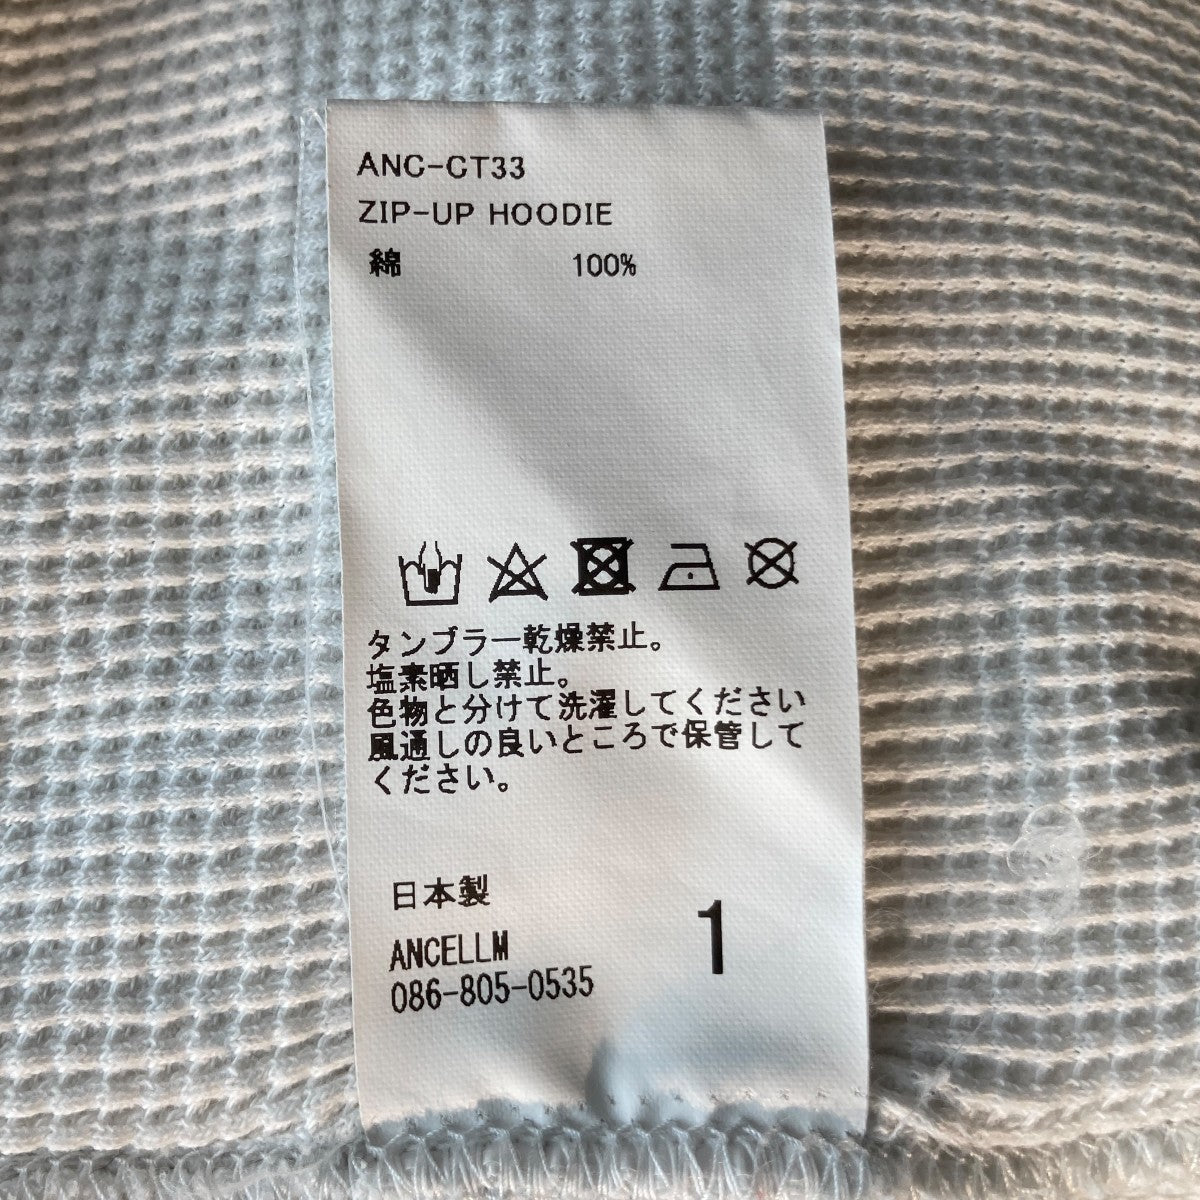 ANC-CT33
ZIP-UP HOODIE
綿 100%
タンブラー乾燥禁止。
塩素晒し禁止。
色物と分けて洗濯してください
風通しの良いところで保管して
ください。
日本製
ANCELLM
086-805-0535
1